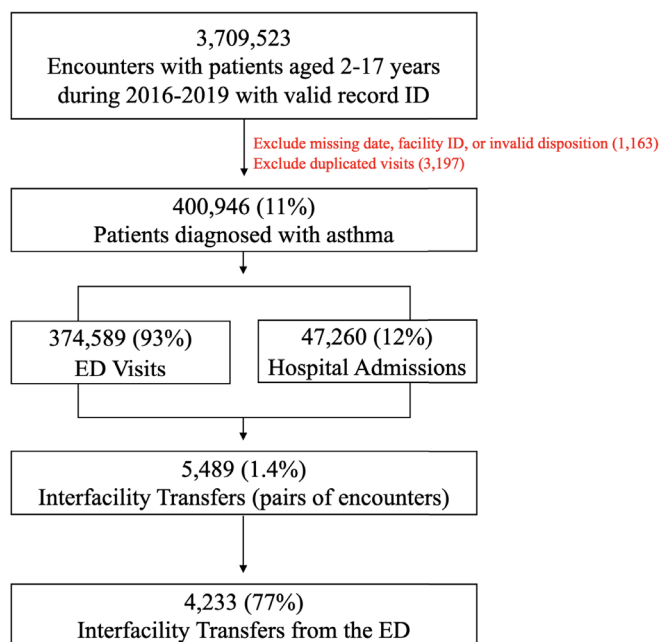 3,709,523
Encounters with patients aged 2-17 years
during 2016-2019 with valid record ID
Exclude missing date, facility ID, or invalid disposition (1,163)
Exclude duplicated visits (3,197)
400,946 (11%)
Patients diagnosed with asthma
374,589 (93%)
ED Visits
47,260 (12%)
Hospital Admissions
5,489 (1.4%)
Interfacility Transfers (pairs of encounters)
4,233 (77%)
Interfacility Transfers from the ED